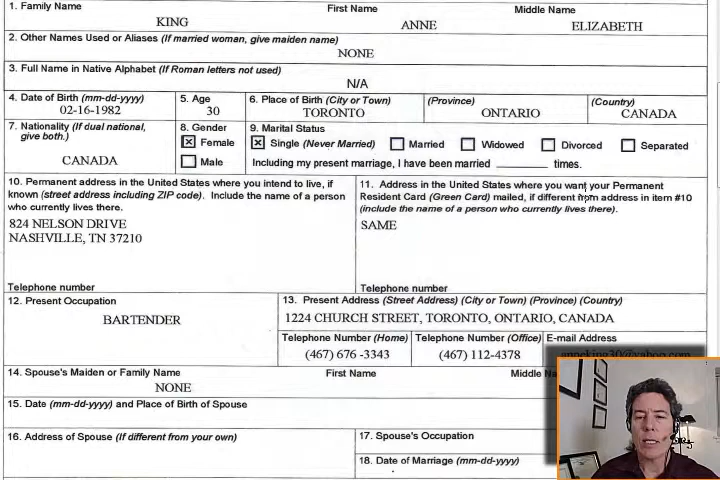 1. Family Name First Name Middle Name
KING ANNE ELIZABETH
2. Other Names Used or Aliases (If married woman, give maiden name)
NONE
3. Full Name in Native Alphabet (If Roman letters not used)
N/A
4. Date of Birth (mm-dd-yyyy) 5. Age 6. Place of Birth (City or Town) (Province) (Country)
02-16-1982 30 TORONTO ONTARIO CANADA
7. Nationality (If dual national, give both.)
CANADA
8. Gender
Female
Male
9. Marital Status
Single (Never Married) Married Widowed Divorced Separated
Including my present marriage, I have been married ________ times.
10. Permanent address in the United States where you intend to live, if
known (street address including ZIP code). Include the name of a person
who currently lives there.
824 NELSON DRIVE
NASHVILLE, TN 37210
Telephone number
11. Address in the United States where you want your Permanent
Resident Card (Green Card) mailed, if different from address in item #10
(include the name of a person who currently lives there).
SAME
Telephone number
12. Present Occupation
BARTENDER
13. Present Address (Street Address) (City or Town) (Province) (Country)
1224 CHURCH STREET, TORONTO, ONTARIO, CANADA
Telephone Number (Home) Telephone Number (Office) E-mail Address
(467) 676 -3343 (467) 112-4378 anneking30@yahoo.com
14. Spouse's Maiden or Family Name First Name Middle
NONE
15. Date (mm-dd-yyyy) and Place of Birth of Spouse
16. Address of Spouse (If different from your own)
17. Spouse's Occupation
18. Date of Marriage (mm-dd-yyyy)